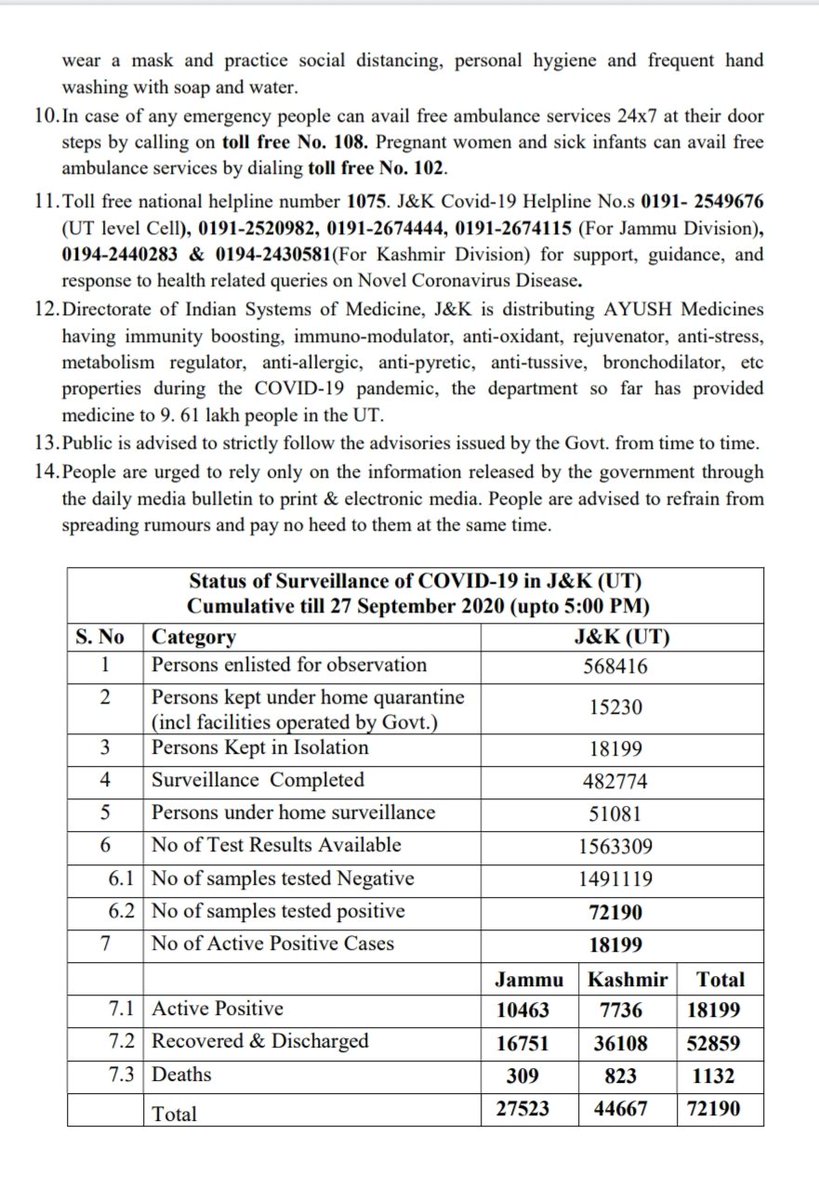 wear a mask and practice social distancing, personal hygiene and frequent hand
washing with soap and water.
10.In case of any emergency people can avail free ambulance services 24x7 at their door
steps by calling on toll free No. 108. Pregnant women and sick infants can avail free
ambulance services by dialing toll free No. 102.
11.Toll free national helpline number 1075. J&K Covid-19 Helpline No.s 0191- 2549676
(UT level Cell), 0191-2520982, 0191-2674444, 0191-2674115 (For Jammu Division),
0194-2440283 & 0194-2430581(For Kashmir Division) for support, guidance, and
response to health related queries on Novel Coronavirus Disease.
12.Directorate of Indian Systems of Medicine, J&K is distributing AYUSH Medicines
having immunity boosting, immuno-modulator, anti-oxidant, rejuvenator, anti-stress,
metabolism regulator, anti-allergic, anti-pyretic, anti-tussive, bronchodilator, etc
properties during the COVID-19 pandemic, the department so far has provided
medicine to 9. 61 lakh people in the UT.
13.Public is advised to strictly follow the advisories issued by the Govt. from time to time.
14.People are urged to rely only on the information released by the government through
the daily media bulletin to print & electronic media. People are advised to refrain from
spreading rumours and pay no heed to them at the same time.
Status of Surveillance of COVID-19 in J&K (UT)
Cumulative till 27 September 2020 (upto 5:00 PM)
S. No Category J&K (UT)
1 Persons enlisted for observation 568416
2 Persons kept under home quarantine
(incl facilities operated by Govt.) 15230
3 Persons Kept in Isolation 18199
4 Surveillance Completed 482774
5 Persons under home surveillance 51081
6 No of Test Results Available 1563309
6.1 No of samples tested Negative 1491119
6.2 No of samples tested positive 72190
7 No of Active Positive Cases 18199
Jammu Kashmir Total
7.1 Active Positive 10463 7736 18199
7.2 Recovered & Discharged 16751 36108 52859
7.3 Deaths 309 823 1132
Total 27523 44667 72190